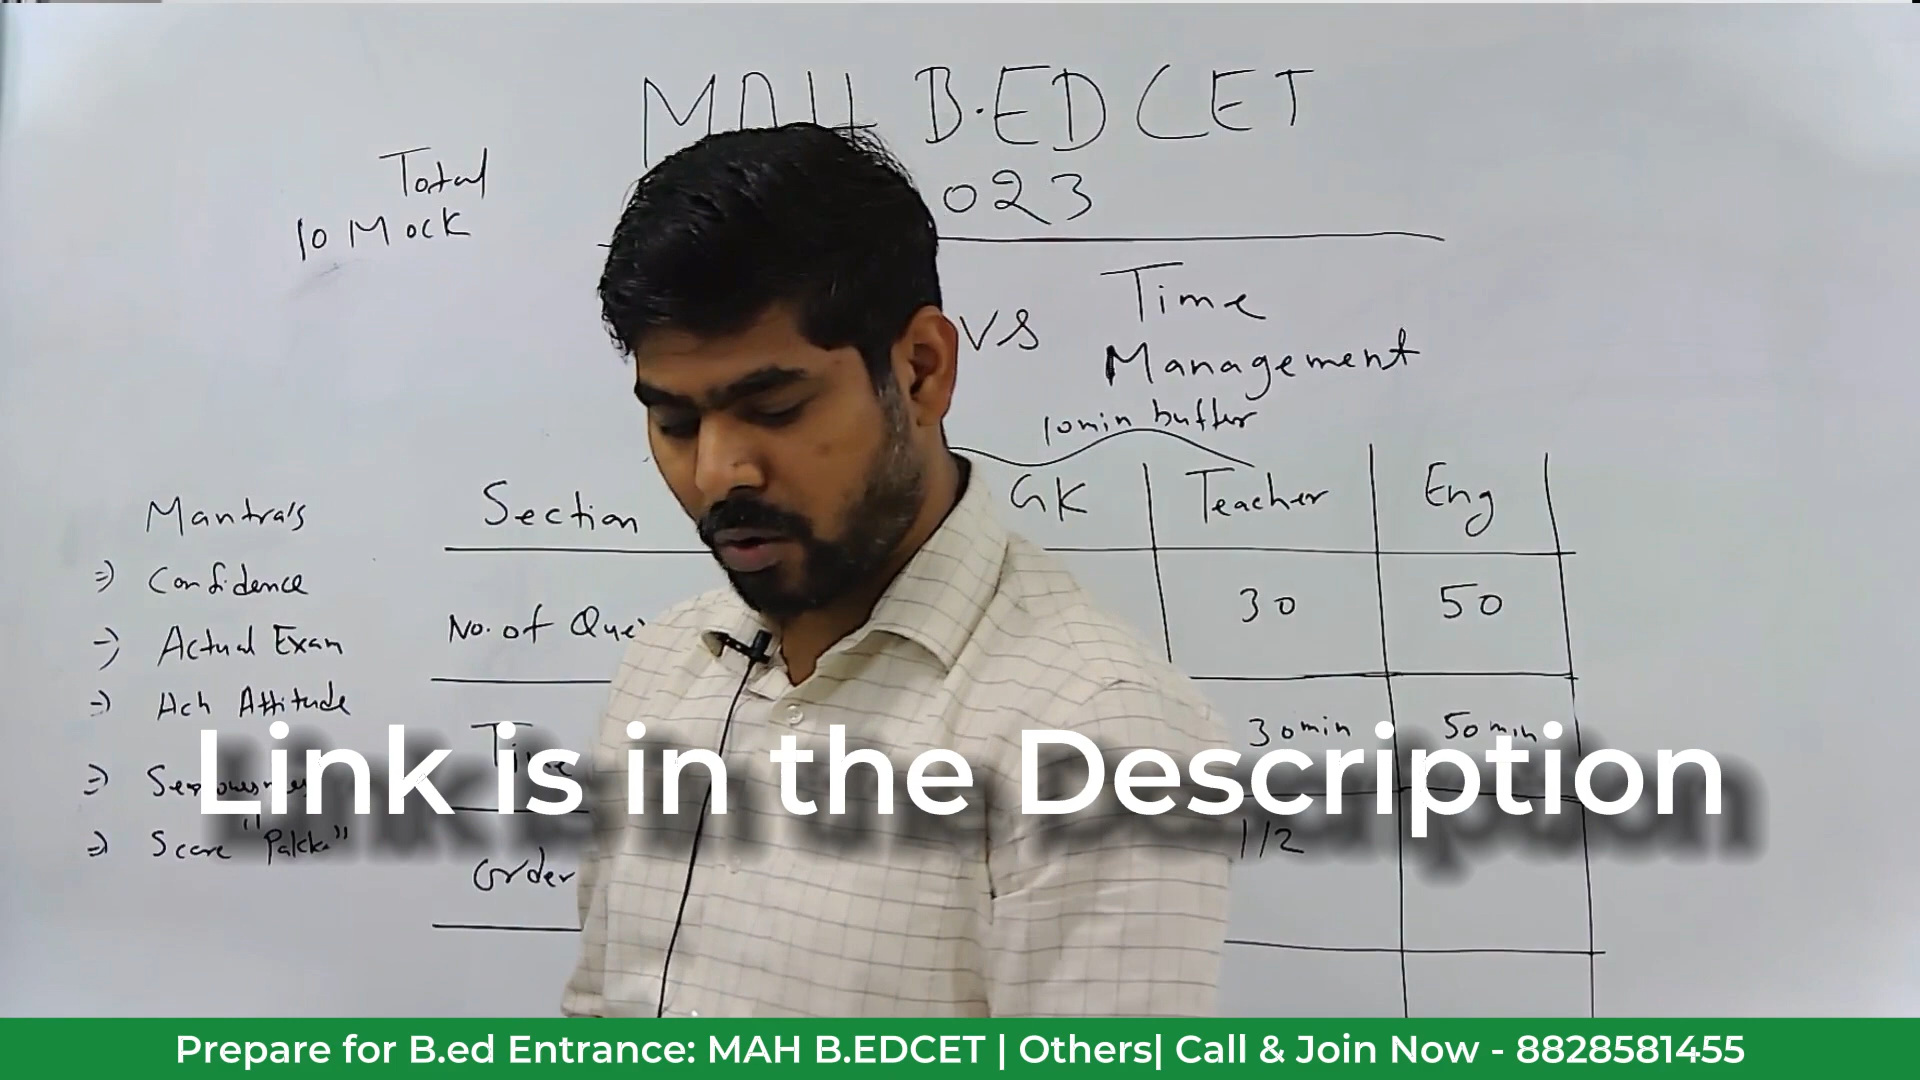 MAH B.ED CET
023
Total
10 Mock
VS Time
Management
10min buffer
Section GK Teacher Eng
No. of Que 30 50
30min 50min
1/2
Order
Mantra's
=) Confidence
-) Actual Exam
-) Ach Attitude
=)
=) Score "Pakka"
Link is in the Description
Prepare for B.ed Entrance: MAH B.EDCET | Others| Call & Join Now - 8828581455